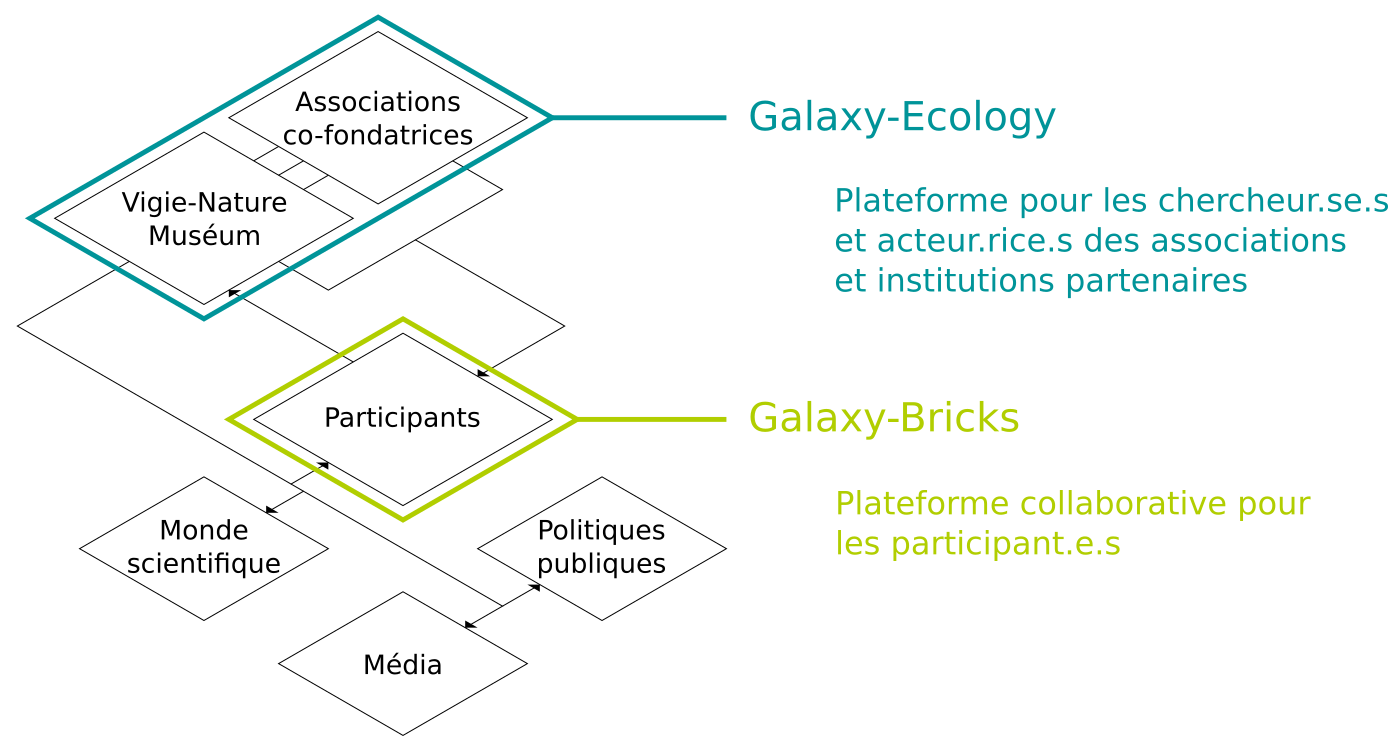 Associations
co-fondatrices
Vigie-Nature
Muséum
Galaxy-Ecology
Plateforme pour les chercheur.se.s
et acteur.rice.s des associations
et institutions partenaires
Participants
Galaxy-Bricks
Plateforme collaborative pour
les participant.e.s
Monde
scientifique
Politiques
publiques
Média